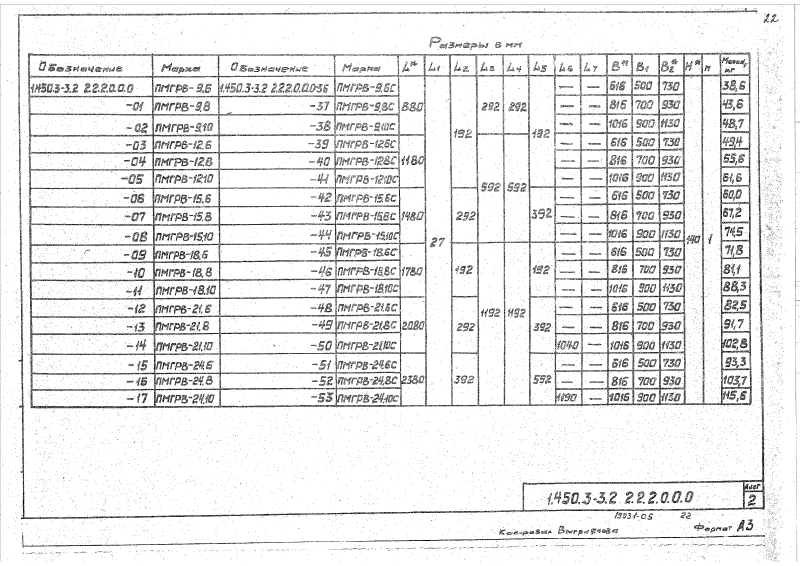 22
Размеры в мм
Обозначение Марка Обозначение Марка L* L1 L2 L3 L4 L5 L6 L7 B* B1 B2* H* n Масса, кг
1.450.3-3.2 2.2.2.0.0.0 ПМГРВ-9,6 1.450.3-3.2 2.2.2.0.0.0-36 ПМГРВ-9,6С — — 616 500 730 38,6
-01 ПМГРВ-9,8 -37 ПМГРВ-9,8С 880 292 292 — — 816 700 930 43,6
-02 ПМГРВ-9,10 -38 ПМГРВ-9,10С 192 192 — — 1016 900 1130 48,7
-03 ПМГРВ-12,6 -39 ПМГРВ-12,6С — — 616 500 730 49,4
-04 ПМГРВ-12,8 -40 ПМГРВ-12,8С 1180 — — 816 700 930 55,6
-05 ПМГРВ-12,10 -41 ПМГРВ-12,10С 592 592 — — 1016 900 1130 61,6
-06 ПМГРВ-15,6 -42 ПМГРВ-15,6С — — 616 500 730 60,0
-07 ПМГРВ-15,8 -43 ПМГРВ-15,8С 1480 292 392 — — 816 700 930 67,2
-08 ПМГРВ-15,10 -44 ПМГРВ-15,10С 27 — — 1016 900 1130 140 1 74,5
-09 ПМГРВ-18,6 -45 ПМГРВ-18,6С — — 616 500 730 71,8
-10 ПМГРВ-18,8 -46 ПМГРВ-18,8С 1780 192 192 — — 816 700 930 81,1
-11 ПМГРВ-18,10 -47 ПМГРВ-18,10С — — 1016 900 1130 88,3
-12 ПМГРВ-21,6 -48 ПМГРВ-21,6С 1192 1192 — — 616 500 730 82,5
-13 ПМГРВ-21,8 -49 ПМГРВ-21,8С 2080 292 392 — — 816 700 930 91,7
-14 ПМГРВ-21,10 -50 ПМГРВ-21,10С 1040 — 1016 900 1130 102,8
-15 ПМГРВ-24,6 -51 ПМГРВ-24,6С — — 616 500 730 93,3
-16 ПМГРВ-24,8 -52 ПМГРВ-24,8С 2380 392 592 — — 816 700 930 103,7
-17 ПМГРВ-24,10 -53 ПМГРВ-24,10С 1190 — 1016 900 1130 115,6
1.450.3-3.2 2.2.2.0.0.0
Лист
2
19031-05 22
Копировал Формат А3